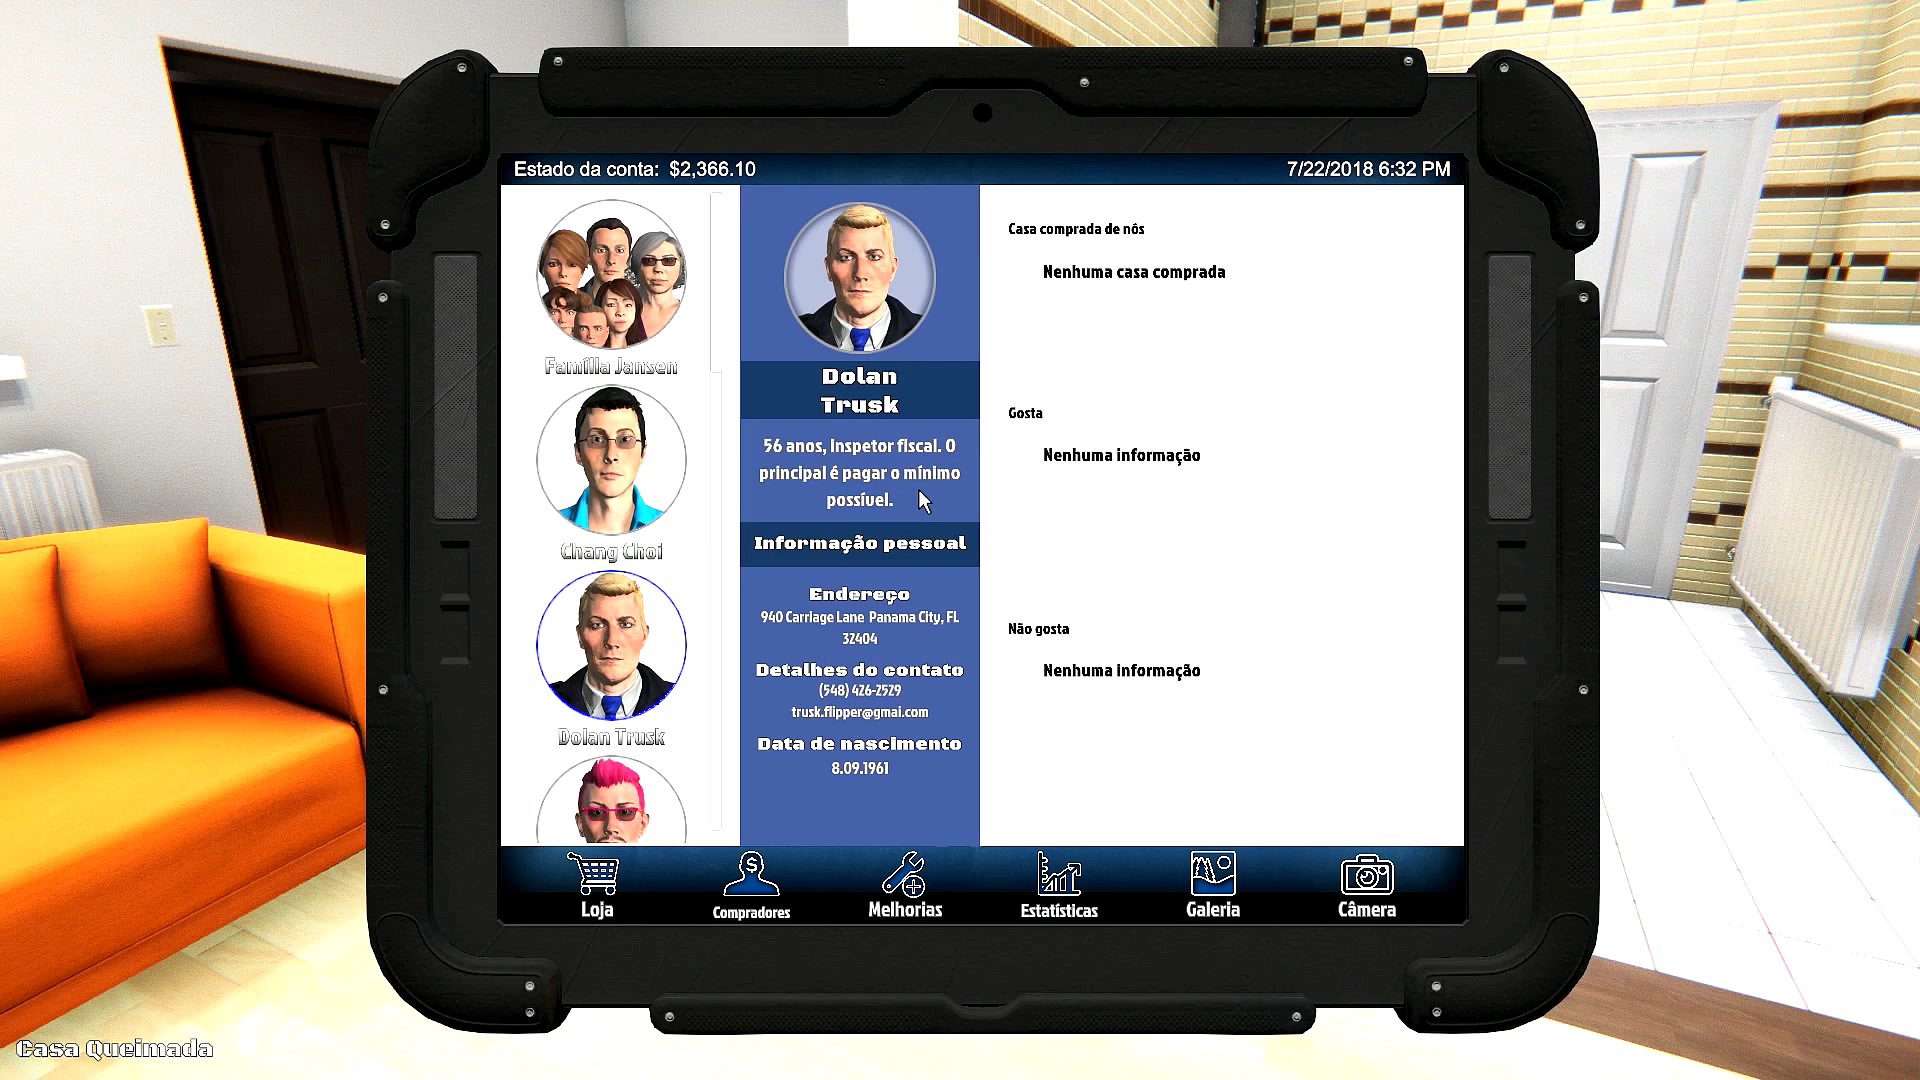 Estado da conta: $2,366.10
7/22/2018 6:32 PM
Família Jansen
Chang Choi
Dolan Trusk
Dolan
Trusk
56 anos, inspetor fiscal. O
principal é pagar o mínimo
possível.
Informação pessoal
Endereço
940 Carriage Lane Panama City, FL
32404
Detalhes do contato
(548) 426-2529
trusk.flipper@gmai.com
Data de nascimento
8.09.1961
Casa comprada de nós
Nenhuma casa comprada
Gosta
Nenhuma informação
Não gosta
Nenhuma informação
Loja
Compradores
Melhorias
Estatísticas
Galeria
Câmera
Casa Queimada